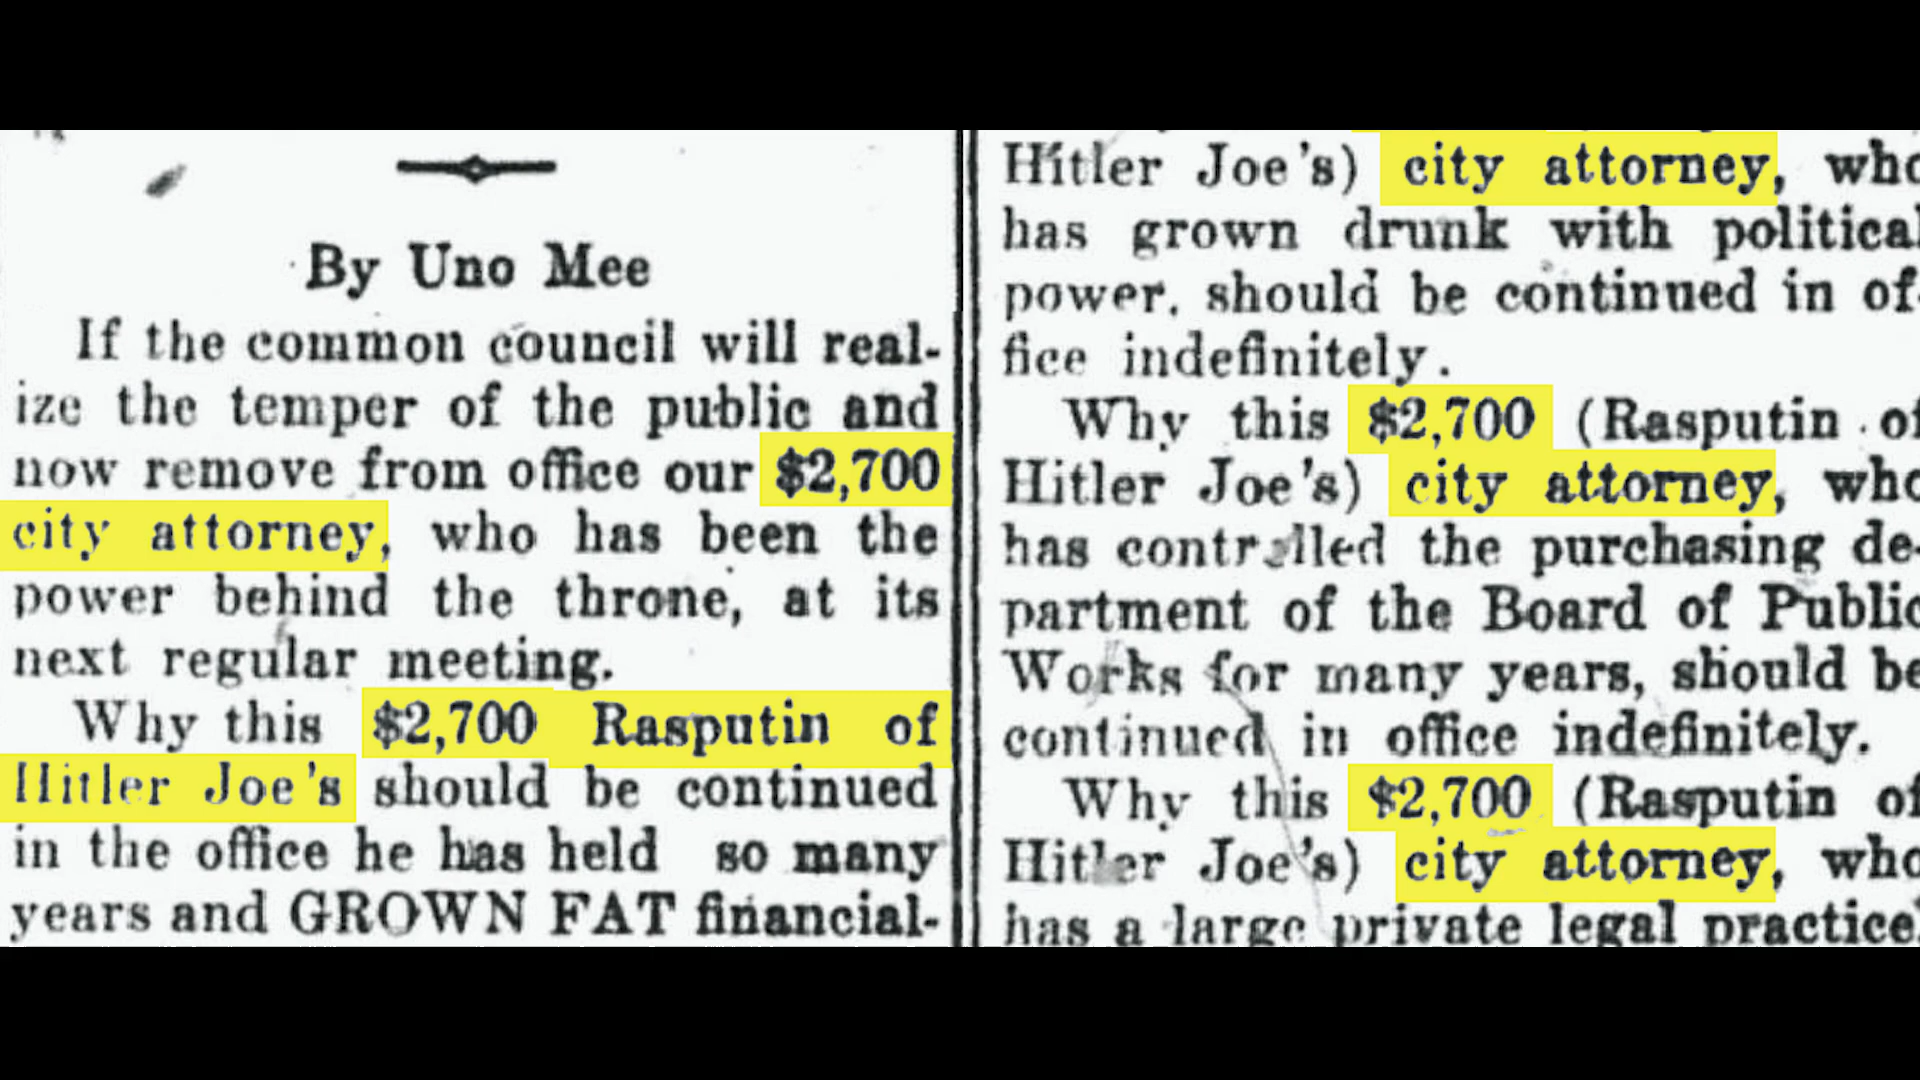 By Uno Mee
If the common council will real-
ize the temper of the public and
now remove from office our $2,700
city attorney, who has been the
power behind the throne, at its
next regular meeting.
Why this $2,700 Rasputin of
Hitler Joe's should be continued
in the office he has held so many
years and GROWN FAT financial-
Hitler Joe's) city attorney, who
has grown drunk with political
power, should be continued in of-
fice indefinitely.
Why this $2,700 (Rasputin of
Hitler Joe's) city attorney, who
has controlled the purchasing de-
partment of the Board of Public
Works for many years, should be
continued in office indefinitely.
Why this $2,700 (Rasputin of
Hitler Joe's) city attorney, who
has a large private legal practice